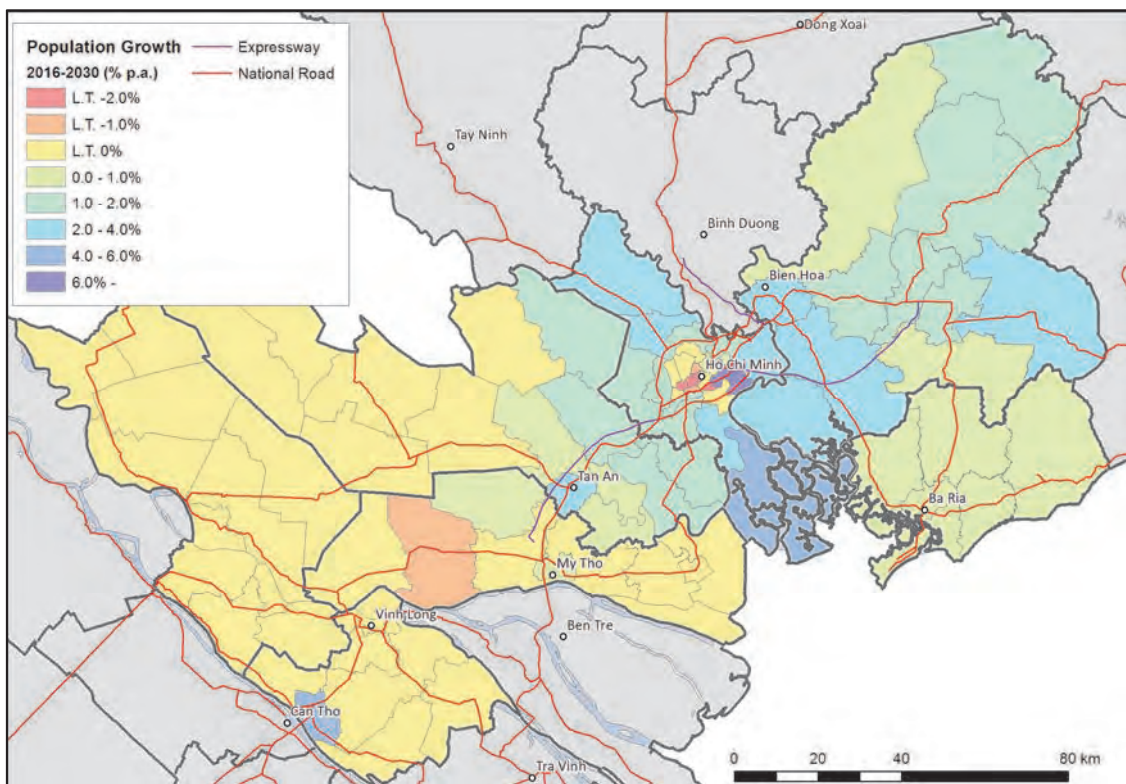 Population Growth
Expressway
2016-2030 (% p.a.)
National Road
L.T. -2.0%
L.T. -1.0%
L.T. 0%
0.0 - 1.0%
1.0 - 2.0%
2.0 - 4.0%
4.0 - 6.0%
6.0% -
Dong Xoai
Tay Ninh
Binh Duong
Bien Hoa
Ho Chi Minh
Tan An
Ba Ria
My Tho
Vinh Long
Ben Tre
Can Tho
Tra Vinh
0 20 40 80 km